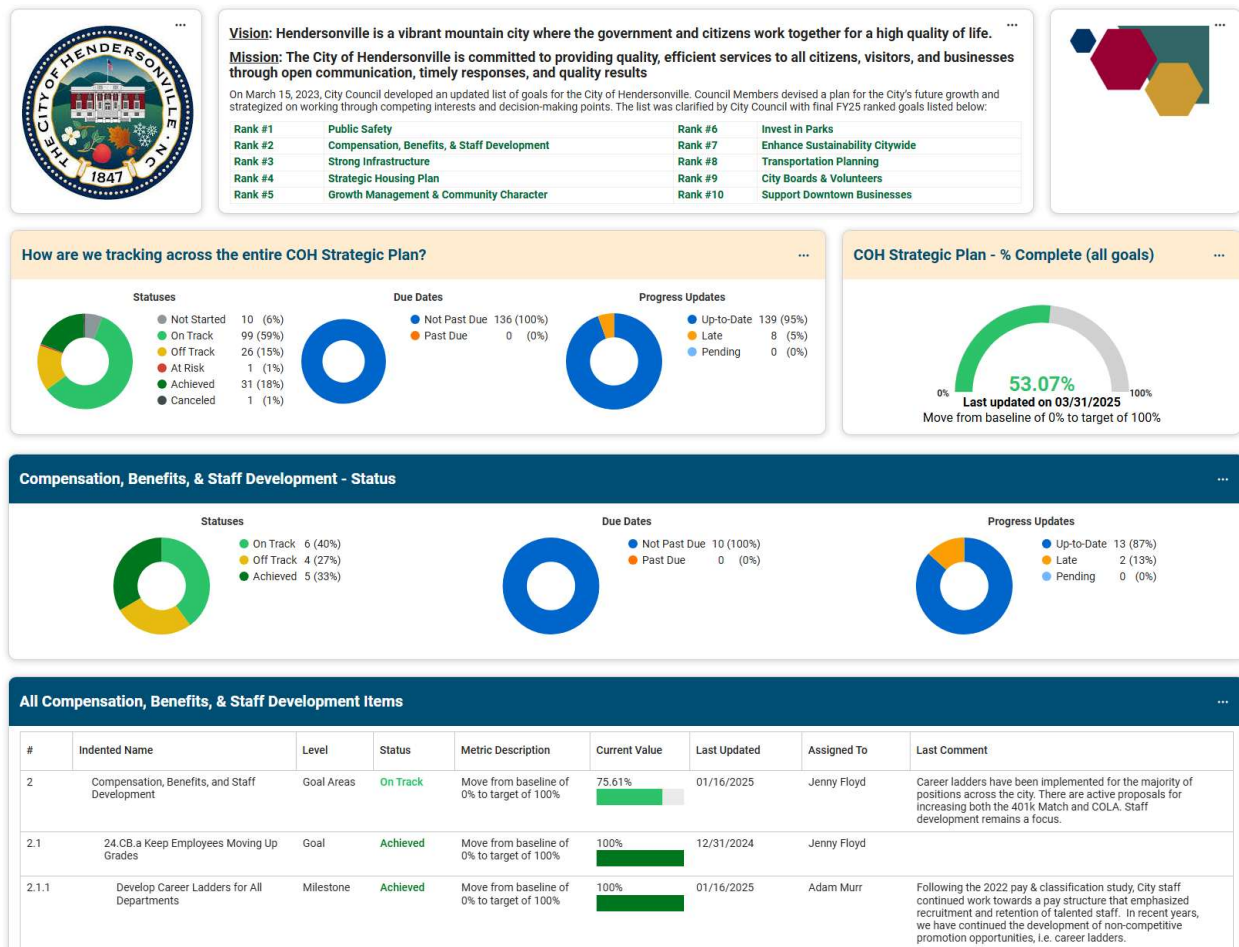 THE CITY OF HENDERSONVILLE · NC
1847
...
Vision: Hendersonville is a vibrant mountain city where the government and citizens work together for a high quality of life.
...
Mission: The City of Hendersonville is committed to providing quality, efficient services to all citizens, visitors, and businesses
through open communication, timely responses, and quality results
On March 15, 2023, City Council developed an updated list of goals for the City of Hendersonville. Council Members devised a plan for the City's future growth and
strategized on working through competing interests and decision-making points. The list was clarified by City Council with final FY25 ranked goals listed below:
Rank #1 Public Safety Rank #6 Invest in Parks
Rank #2 Compensation, Benefits, & Staff Development Rank #7 Enhance Sustainability Citywide
Rank #3 Strong Infrastructure Rank #8 Transportation Planning
Rank #4 Strategic Housing Plan Rank #9 City Boards & Volunteers
Rank #5 Growth Management & Community Character Rank #10 Support Downtown Businesses
...
How are we tracking across the entire COH Strategic Plan? ...
Statuses
Not Started 10 (6%)
On Track 99 (59%)
Off Track 26 (15%)
At Risk 1 (1%)
Achieved 31 (18%)
Canceled 1 (1%)
Due Dates
Not Past Due 136 (100%)
Past Due 0 (0%)
Progress Updates
Up-to-Date 139 (95%)
Late 8 (5%)
Pending 0 (0%)
COH Strategic Plan - % Complete (all goals) ...
53.07%
0% 100%
Last updated on 03/31/2025
Move from baseline of 0% to target of 100%
Compensation, Benefits, & Staff Development - Status ...
Statuses
On Track 6 (40%)
Off Track 4 (27%)
Achieved 5 (33%)
Due Dates
Not Past Due 10 (100%)
Past Due 0 (0%)
Progress Updates
Up-to-Date 13 (87%)
Late 2 (13%)
Pending 0 (0%)
All Compensation, Benefits, & Staff Development Items ...
# Indented Name Level Status Metric Description Current Value Last Updated Assigned To Last Comment
2 Compensation, Benefits, and Staff Goal Areas On Track Move from baseline of 75.61% 01/16/2025 Jenny Floyd Career ladders have been implemented for the majority of
Development 0% to target of 100% positions across the city. There are active proposals for
increasing both the 401k Match and COLA. Staff
development remains a focus.
2.1 24.CB.a Keep Employees Moving Up Goal Achieved Move from baseline of 100% 12/31/2024 Jenny Floyd
Grades 0% to target of 100%
2.1.1 Develop Career Ladders for All Milestone Achieved Move from baseline of 100% 01/16/2025 Adam Murr Following the 2022 pay & classification study, City staff
Departments 0% to target of 100% continued work towards a pay structure that emphasized
recruitment and retention of talented staff. In recent years,
we have continued the development of non-competitive
promotion opportunities, i.e. career ladders.